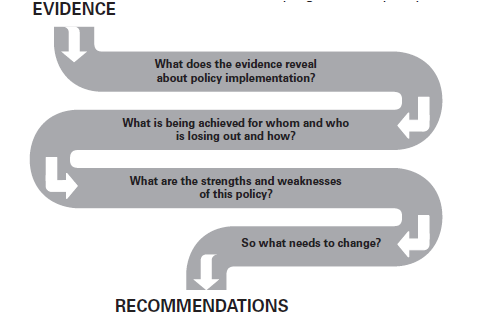 EVIDENCE
What does the evidence reveal
about policy implementation?
What is being achieved for whom and who
is losing out and how?
What are the strengths and weaknesses
of this policy?
So what needs to change?
RECOMMENDATIONS